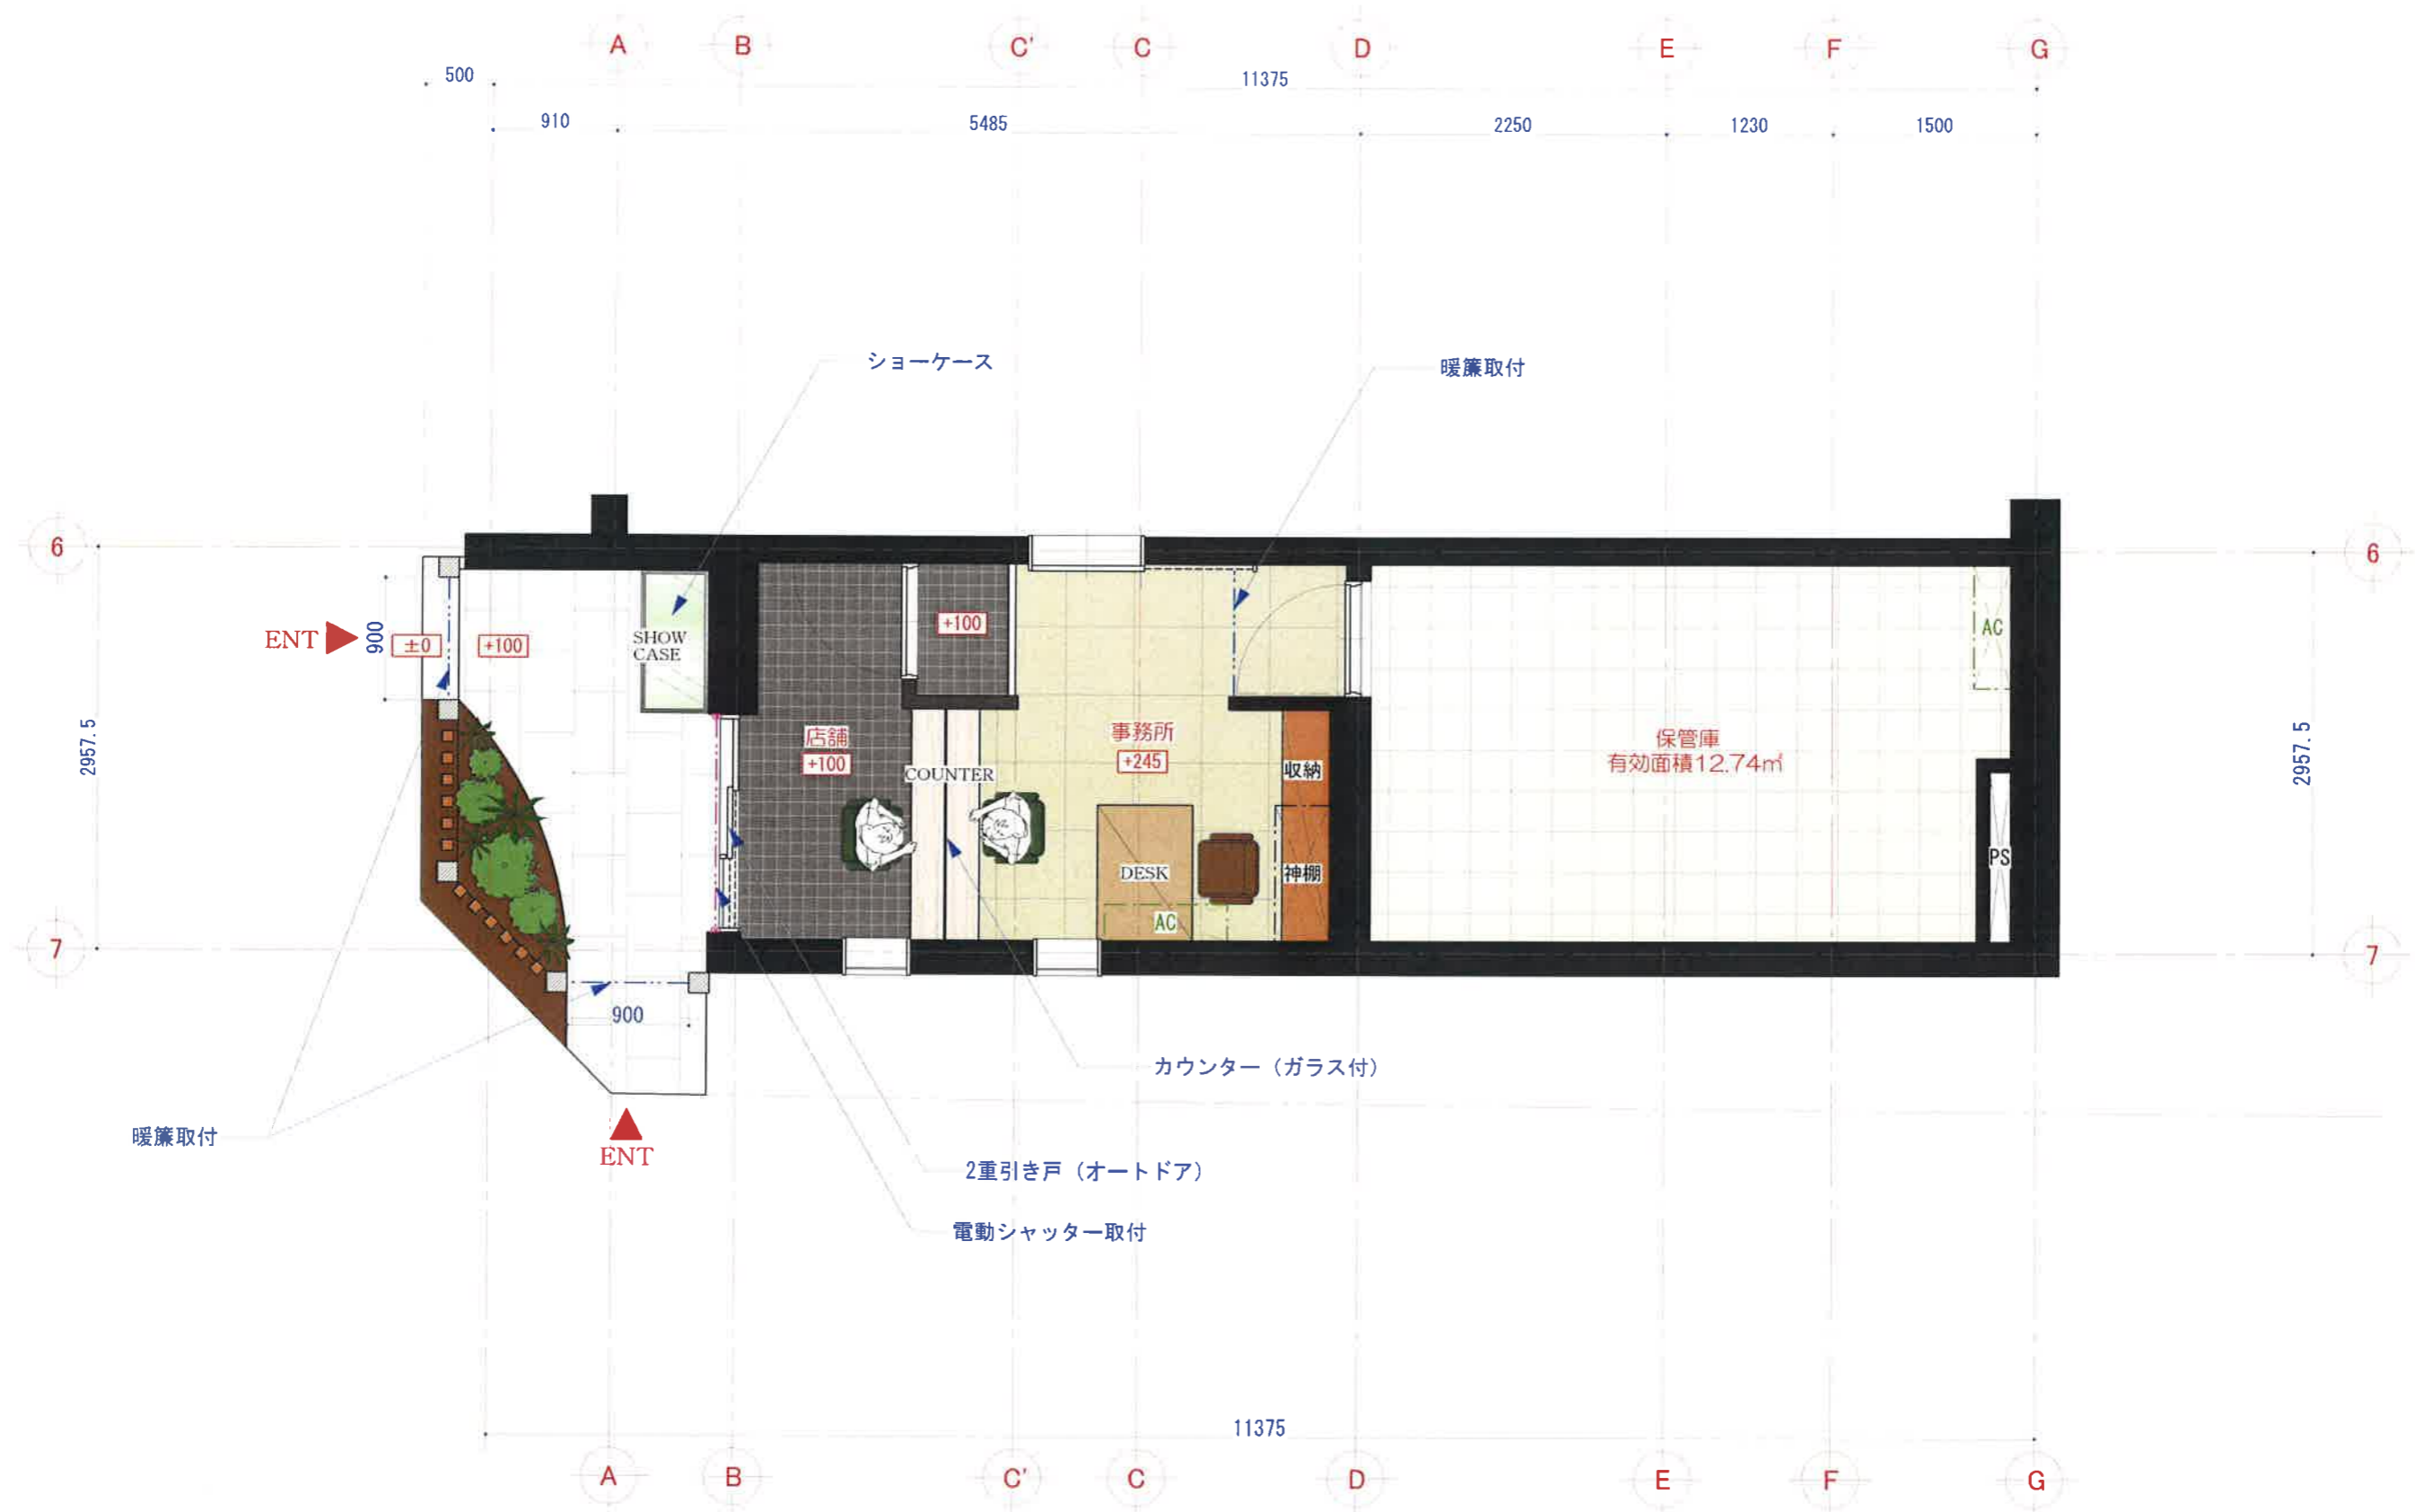 A B C' C D E F G
500 11375
910 5485 2250 1230 1500
ショーケース
暖簾取付
6 6
ENT
900
±0
+100
SHOW
CASE
+100
AC
2957.5
店舗
+100
COUNTER
事務所
+245
収納
保管庫
有効面積12.74㎡
2957.5
DESK
神棚
PS
AC
7 7
900
カウンター（ガラス付）
暖簾取付
ENT
2重引き戸（オートドア）
電動シャッター取付
11375
A B C' C D E F G